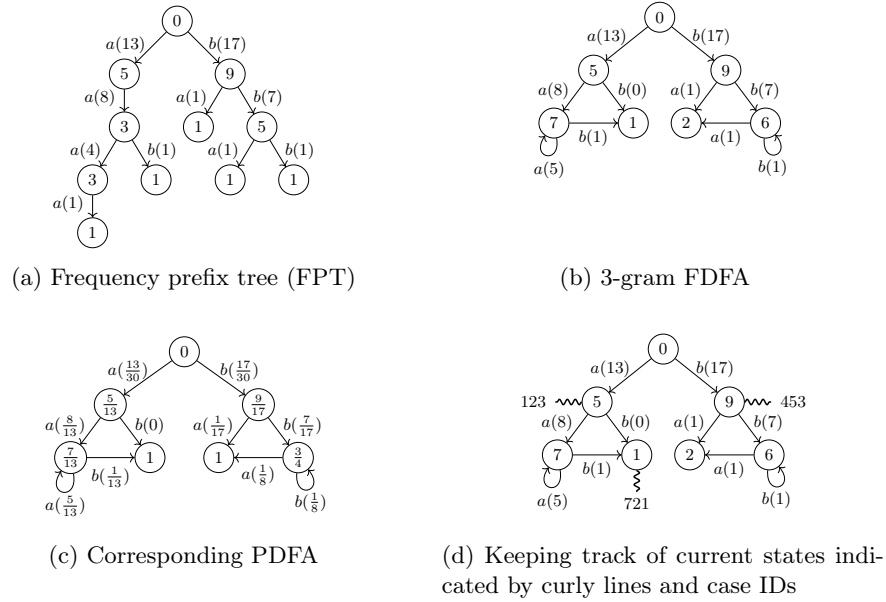 0
a(13) b(17)
5 9
a(8) a(1) b(7)
3 1 5
a(4) b(1) a(1) b(1)
3 1 1 1
a(1)
1
(a) Frequency prefix tree (FPT)
0
a(13) b(17)
5 9
a(8) b(0) a(1) b(7)
7 1 2 6
b(1) a(1)
a(5) b(1)
(b) 3-gram FDFA
0
a(13/30) b(17/30)
5/13 9/17
a(8/13) b(0) a(1/17) b(7/17)
7/13 1 1 3/4
b(1/13) a(1/8)
a(5/13) b(1/8)
(c) Corresponding PDFA
0
a(13) b(17)
123 5 9 453
a(8) b(0) a(1) b(7)
7 1 2 6
b(1) a(1)
a(5) 721 b(1)
(d) Keeping track of current states indi-
cated by curly lines and case IDs